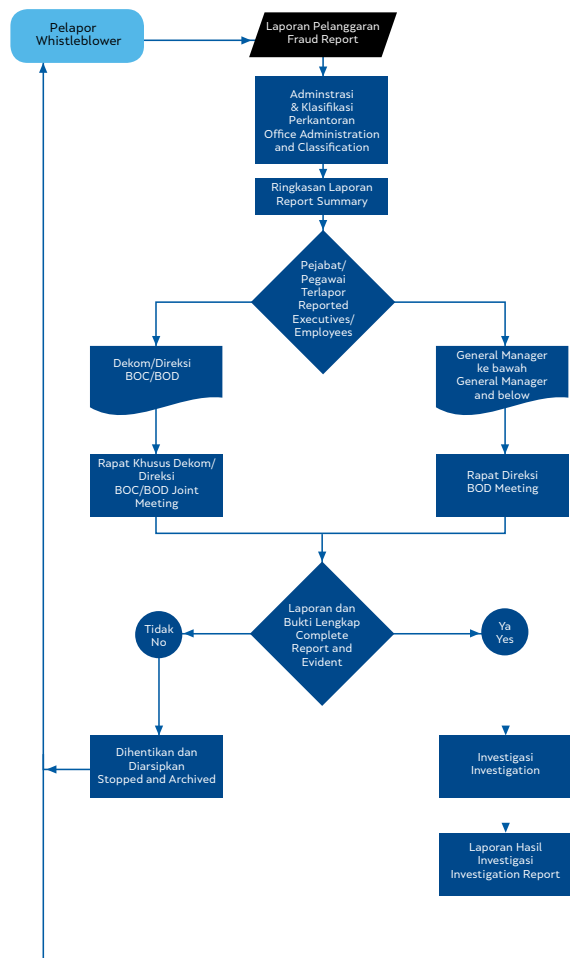 Pelapor
Whistleblower
Laporan Pelanggaran
Fraud Report
Adminstrasi
& Klasifikasi
Perkantoran
Office Administration
and Classification
Ringkasan Laporan
Report Summary
Pejabat/
Pegawai
Terlapor
Reported
Executives/
Employees
Dekom/Direksi
BOC/BOD
General Manager
ke bawah
General Manager
and below
Rapat Khusus Dekom/
Direksi
BOC/BOD Joint
Meeting
Rapat Direksi
BOD Meeting
Laporan dan
Bukti Lengkap
Complete
Report and
Evident
Tidak
No
Ya
Yes
Dihentikan dan
Diarsipkan
Stopped and Archived
Investigasi
Investigation
Laporan Hasil
Investigasi
Investigation Report